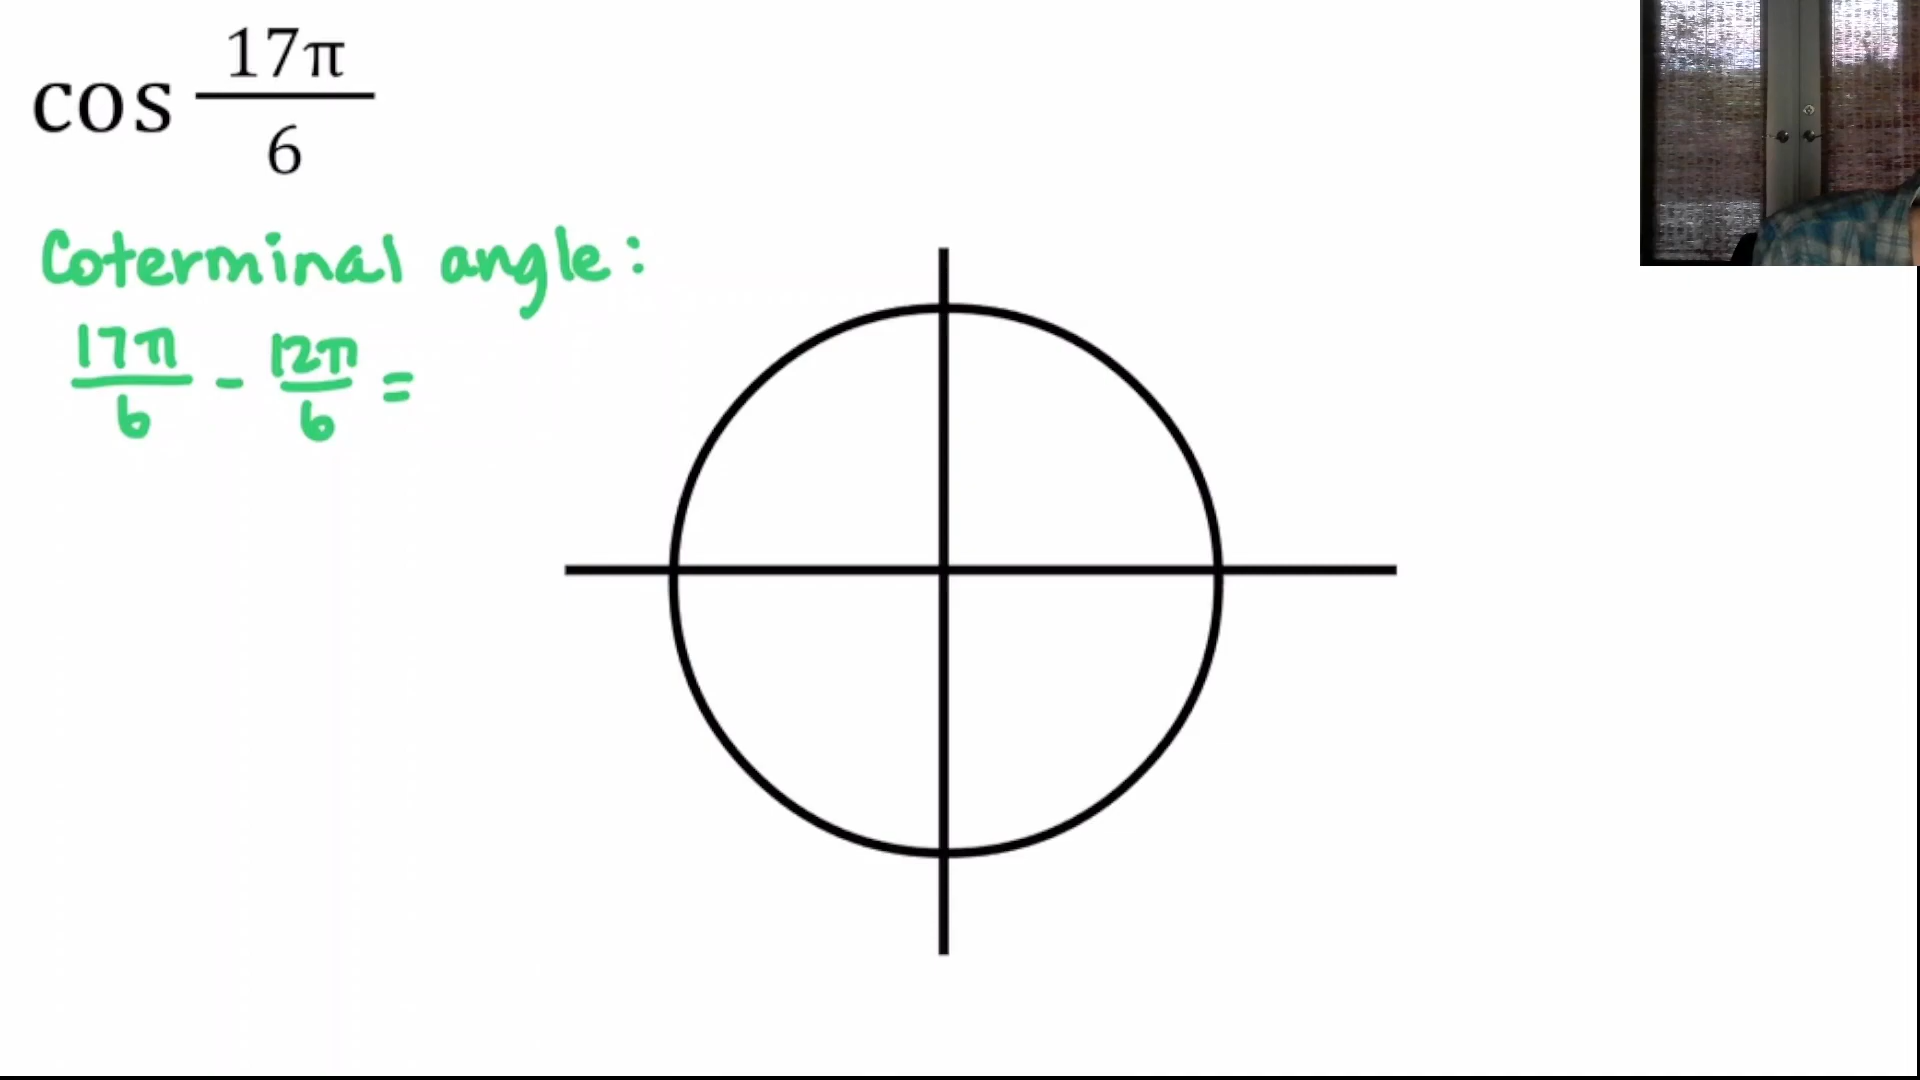 cos 17π/6
Coterminal angle:
17π/6 - 12π/6 =